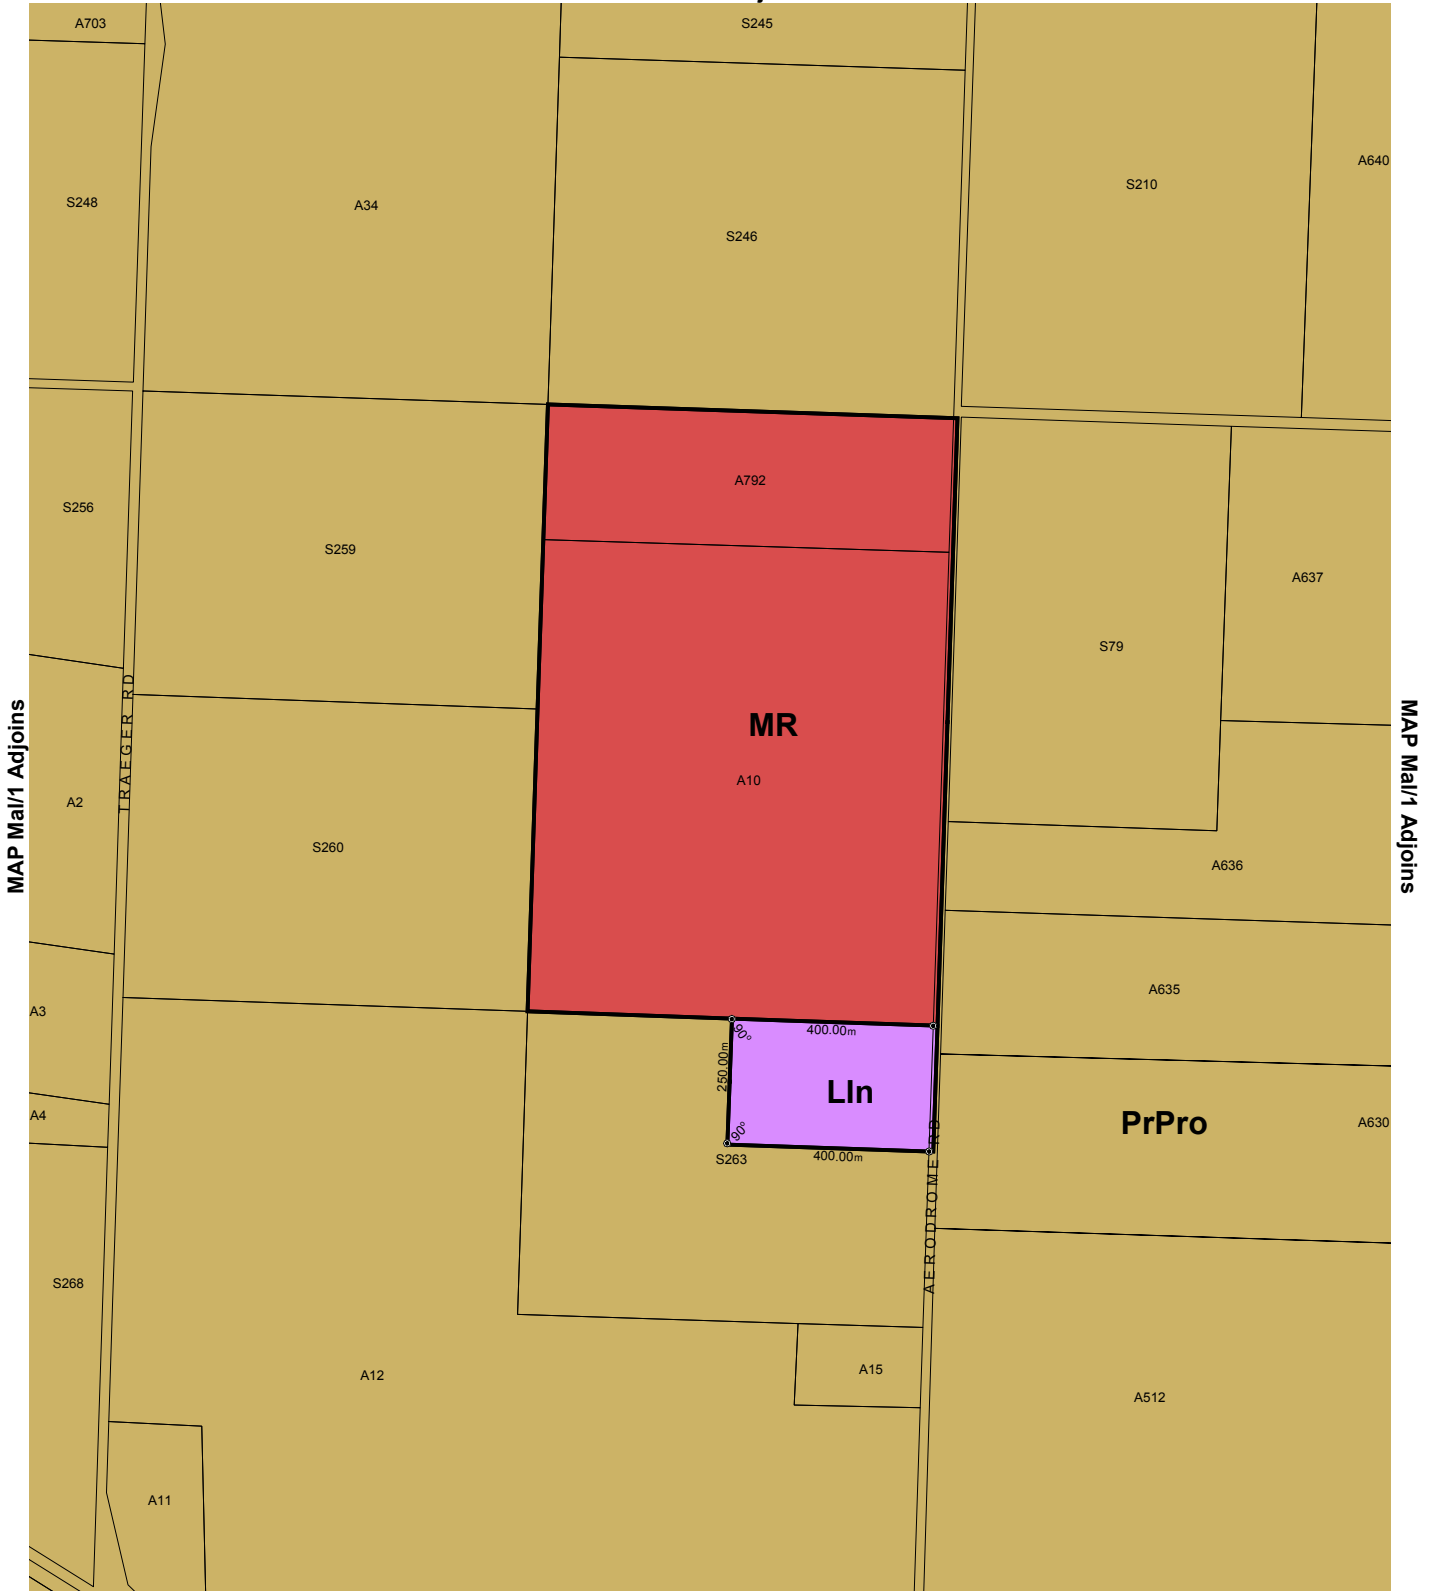 A703
S245
A640
S210
S248
A34
S246
A792
S256
S259
A637
S79
MR
A10
TRAEGER RD
MAP Mal/1 Adjoins
MAP Mal/1 Adjoins
A2
S260
A636
A635
A3
90°
400.00m
250.00m
LIn
A4
PrPro
A630
90°
400.00m
S263
AERODROME RD
S268
A12
A15
A512
A11